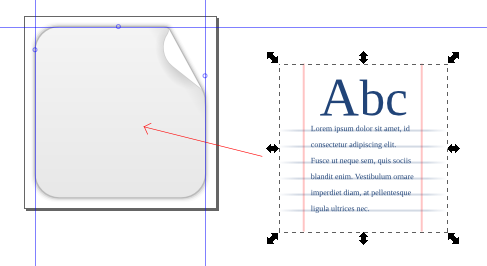 Abc
Lorem ipsum dolor sit amet, id
consectetur adipiscing elit.
Fusce ut neque sem, quis sociis
blandit enim. Vestibulum ornare
imperdiet diam, at pellentesque
ligula ultrices nec.